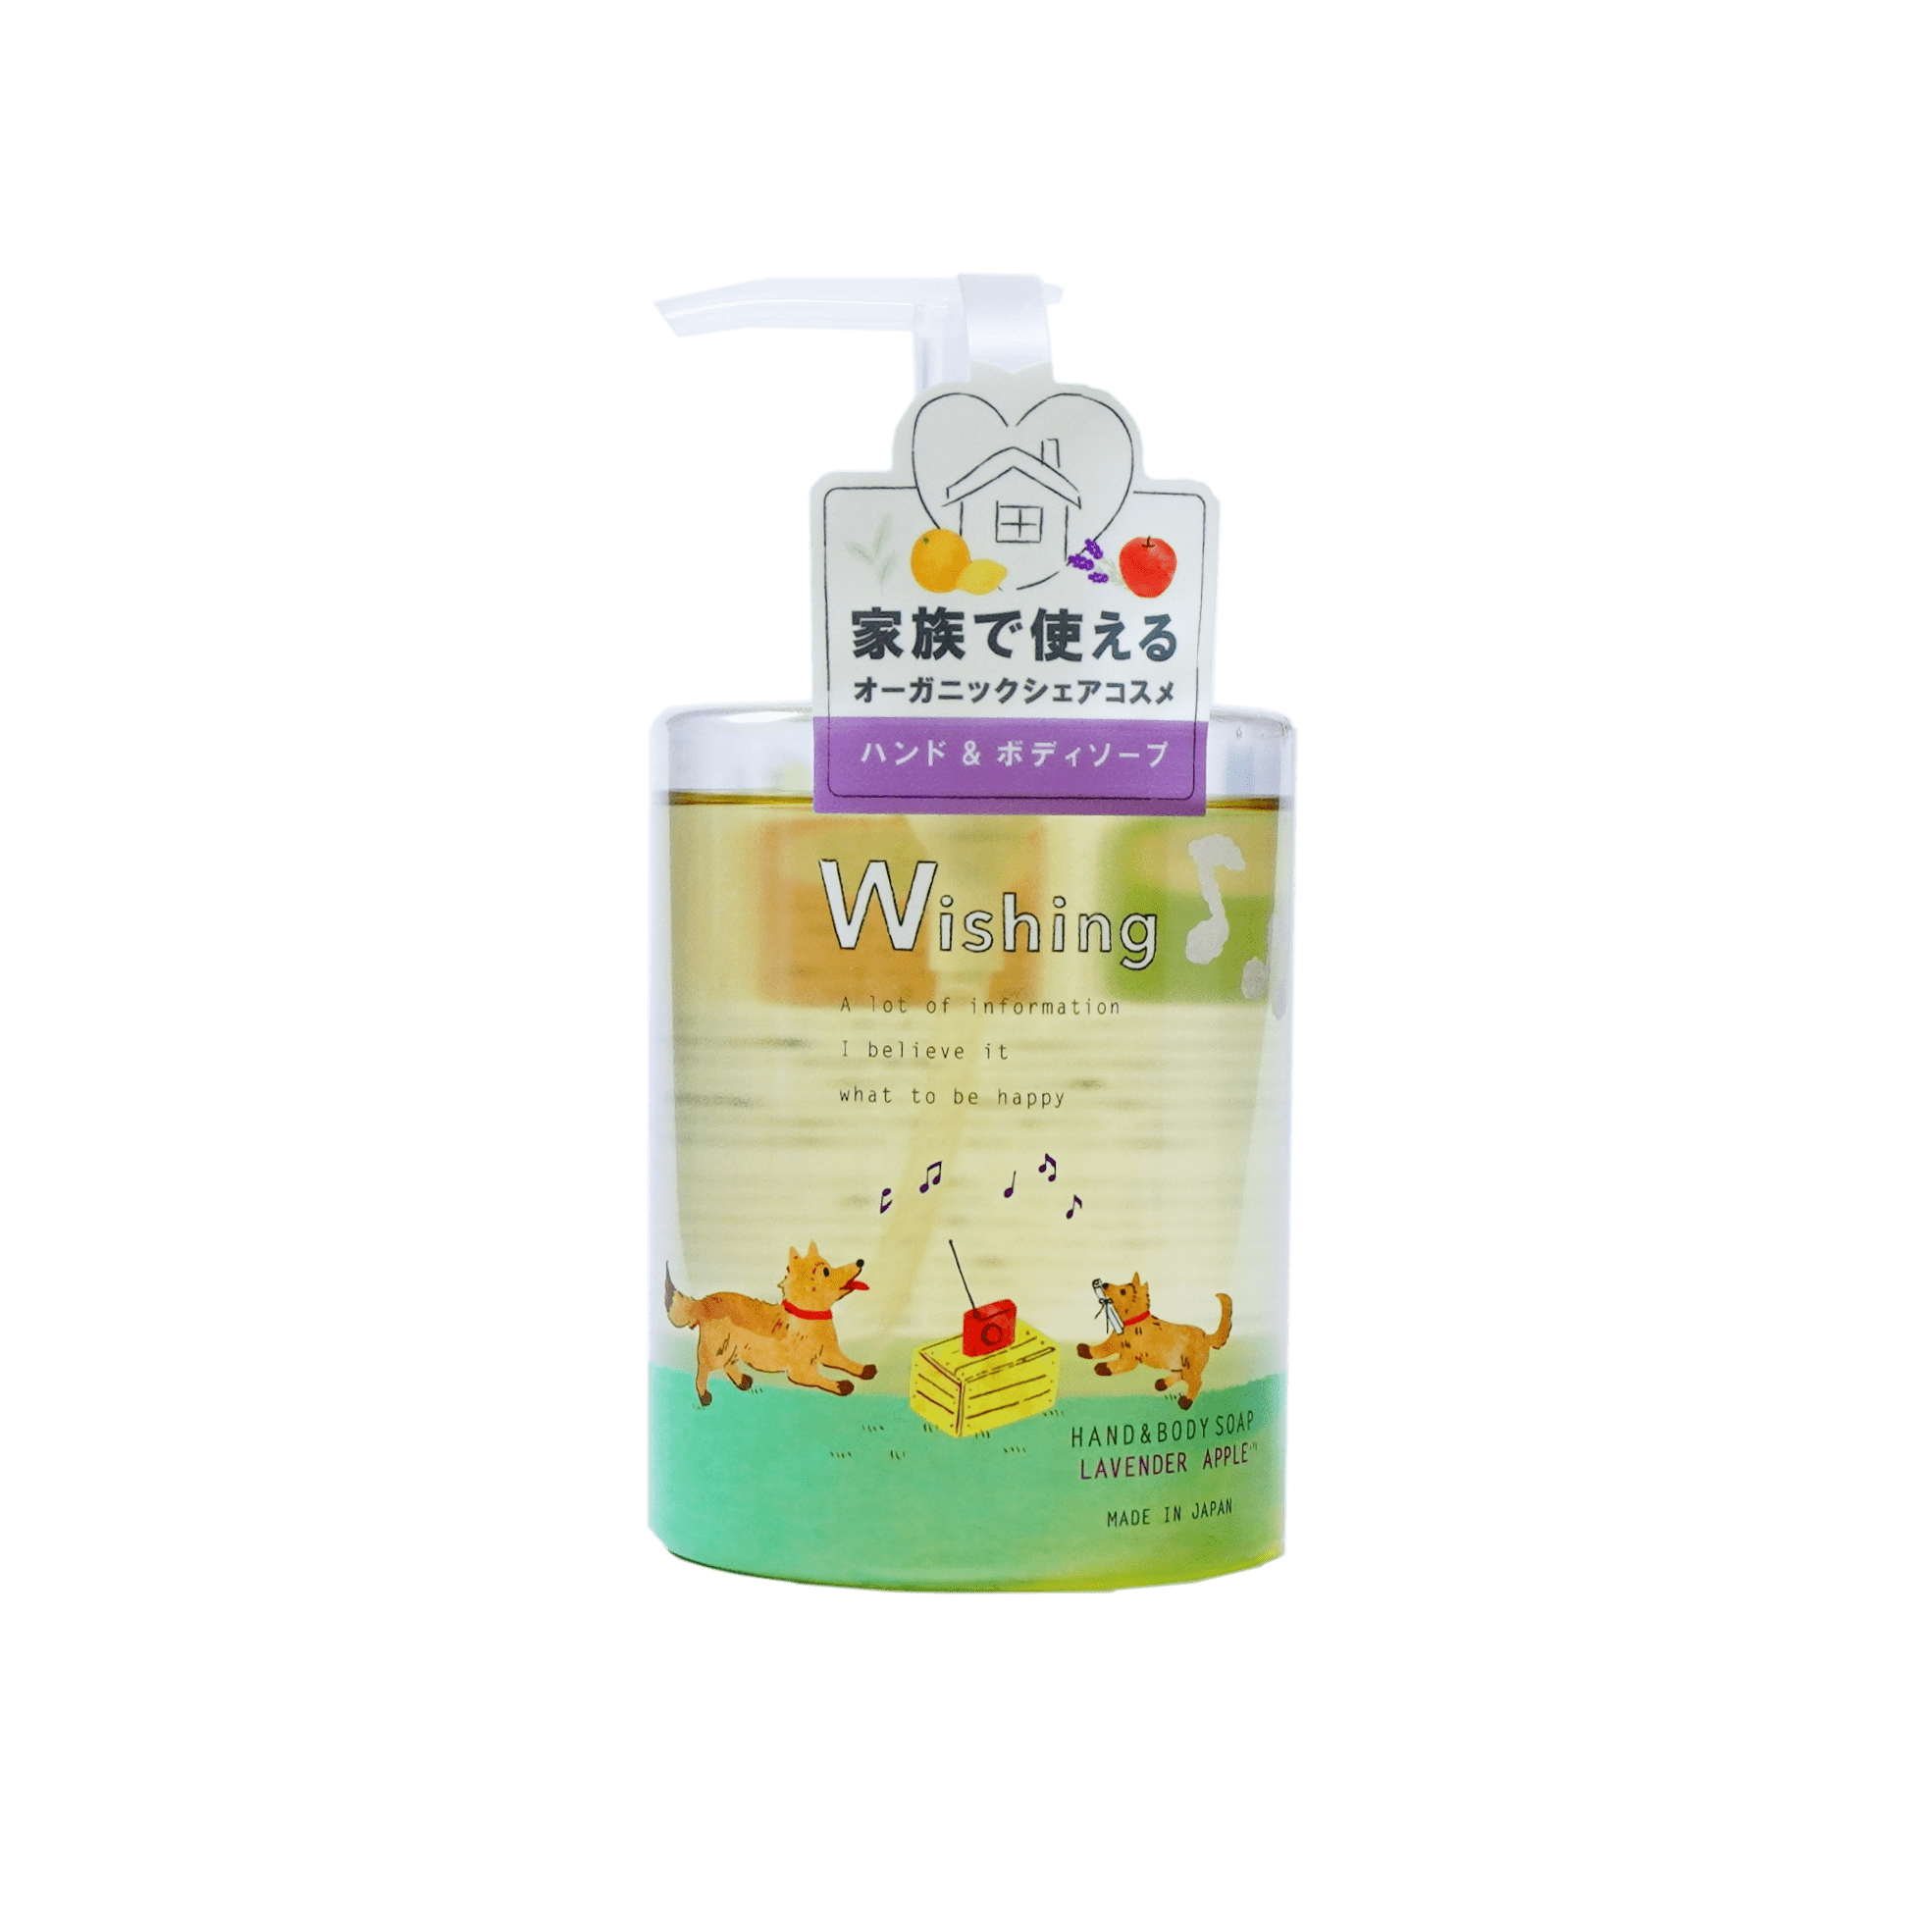 家族で使える
オーガニックシェアコスメ
ハンド & ボディソープ
Wishing
A lot of information
I believe it
what to be happy
HAND&BODY SOAP
LAVENDER APPLE
MADE IN JAPAN